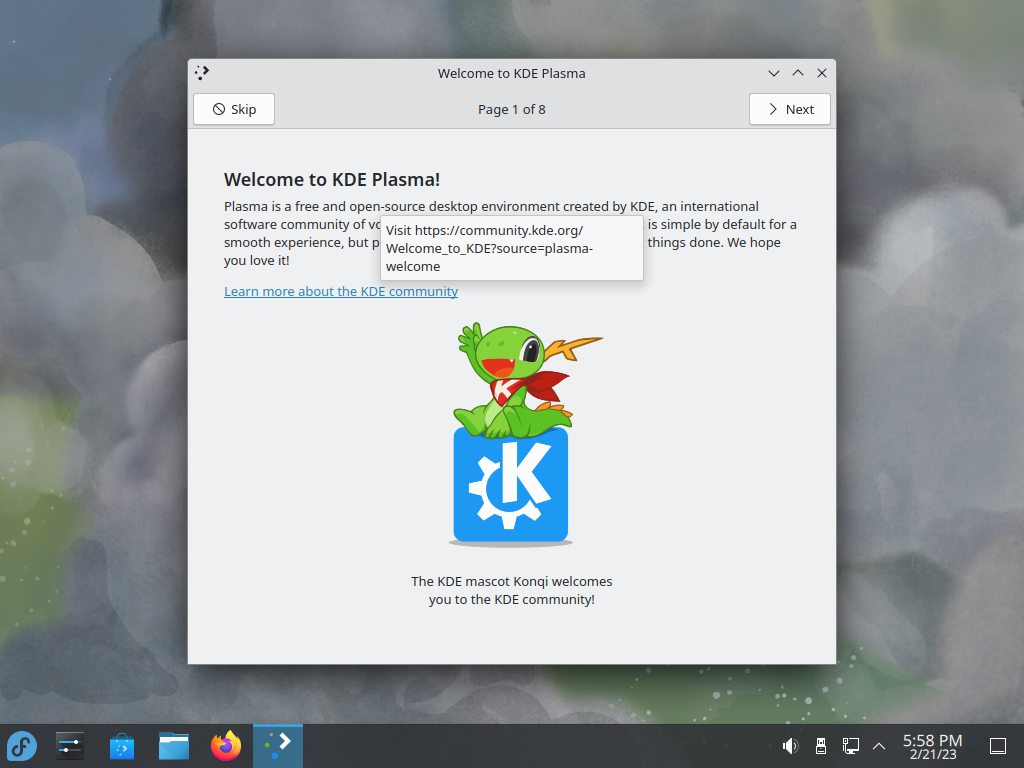 Welcome to KDE Plasma
Skip
Page 1 of 8
Next
Welcome to KDE Plasma!
Plasma is a free and open-source desktop environment created by KDE, an international
software community of vo is simple by default for a
smooth experience, but p things done. We hope
you love it!
Visit https://community.kde.org/
Welcome_to_KDE?source=plasma-
welcome
Learn more about the KDE community
K
K
The KDE mascot Konqi welcomes
you to the KDE community!
5:58 PM
2/21/23